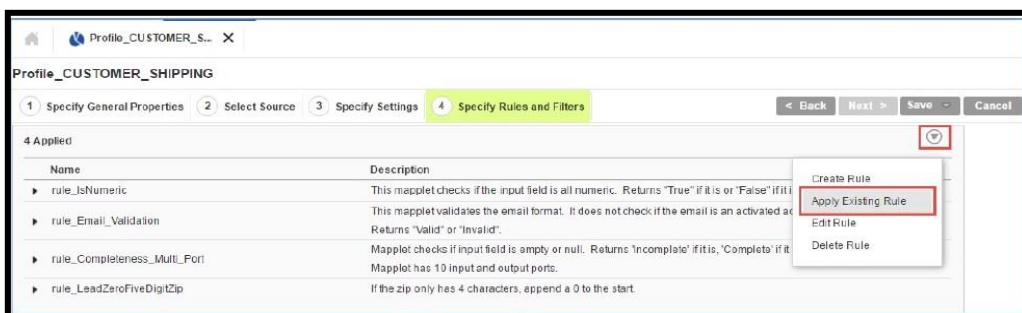 Profile_CUSTOMER_S... X
Profile_CUSTOMER_SHIPPING
1 Specify General Properties 2 Select Source 3 Specify Settings 4 Specify Rules and Filters < Back Next > Save Cancel
4 Applied
Name Description
rule_IsNumeric This mapplet checks if the input field is all numeric. Returns "True" if it is or "False" if it i
rule_Email_Validation This mapplet validates the email format. It does not check if the email is an activated ac
Returns "Valid" or "Invalid".
rule_Completeness_Multi_Port Mapplet checks if input field is empty or null. Returns 'Incomplete' if it is, 'Complete' if it
Mapplet has 10 input and output ports.
rule_LeadZeroFiveDigitZip If the zip only has 4 characters, append a 0 to the start.
Create Rule
Apply Existing Rule
Edit Rule
Delete Rule